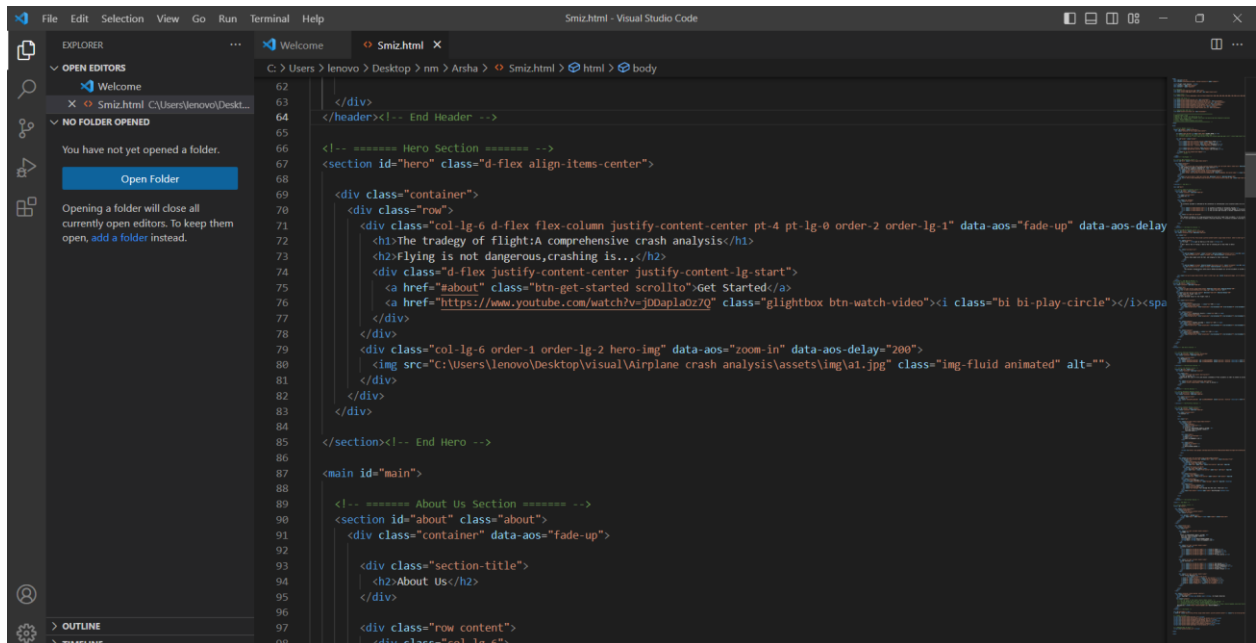 File Edit Selection View Go Run Terminal Help
Smiz.html - Visual Studio Code
EXPLORER
OPEN EDITORS
Welcome
Smiz.html C:\Users\lenovo\Deskt...
NO FOLDER OPENED
You have not yet opened a folder.
Open Folder
Opening a folder will close all
currently open editors. To keep them
open, add a folder instead.
OUTLINE
TIMELINE
Welcome Smiz.html
C: > Users > lenovo > Desktop > nm > Arsha > Smiz.html > html > body
62
63 </div>
64 </header><!-- End Header -->
65
66 <!-- ======= Hero Section ======= -->
67 <section id="hero" class="d-flex align-items-center">
68
69 <div class="container">
70 <div class="row">
71 <div class="col-lg-6 d-flex flex-column justify-content-center pt-4 pt-lg-0 order-2 order-lg-1" data-aos="fade-up" data-aos-delay
72 <h1>The tradegy of flight:A comprehensive crash analysis</h1>
73 <h2>Flying is not dangerous,crashing is..,</h2>
74 <div class="d-flex justify-content-center justify-content-lg-start">
75 <a href="#about" class="btn-get-started scrollto">Get Started</a>
76 <a href="https://www.youtube.com/watch?v=jDDaplaOz7Q" class="glightbox btn-watch-video"><i class="bi bi-play-circle"></i><spa
77 </div>
78 </div>
79 <div class="col-lg-6 order-1 order-lg-2 hero-img" data-aos="zoom-in" data-aos-delay="200">
80 <img src="C:\Users\lenovo\Desktop\visual\Airplane crash analysis\assets\img\a1.jpg" class="img-fluid animated" alt="">
81 </div>
82 </div>
83 </div>
84
85 </section><!-- End Hero -->
86
87 <main id="main">
88
89 <!-- ======= About Us Section ======= -->
90 <section id="about" class="about">
91 <div class="container" data-aos="fade-up">
92
93 <div class="section-title">
94 <h2>About Us</h2>
95 </div>
96
97 <div class="row content">
98 <div class="col-lg-6">